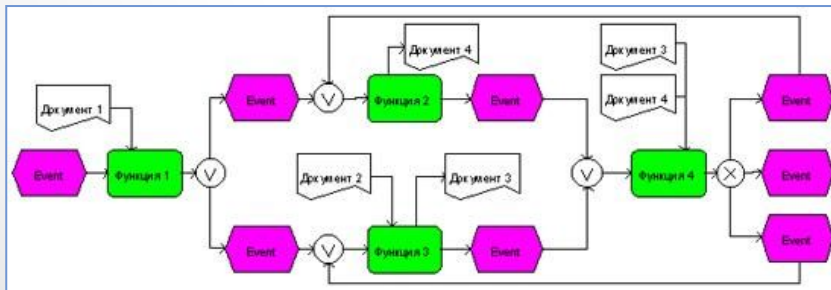 Документ 4
Документ 3
Event
Event
Функция 2
Event
Документ 1
Документ 4
Event
Функция 1
V
V
V
Функция 4
X
Event
Документ 2
Документ 3
Event
V
Функция 3
Event
Event